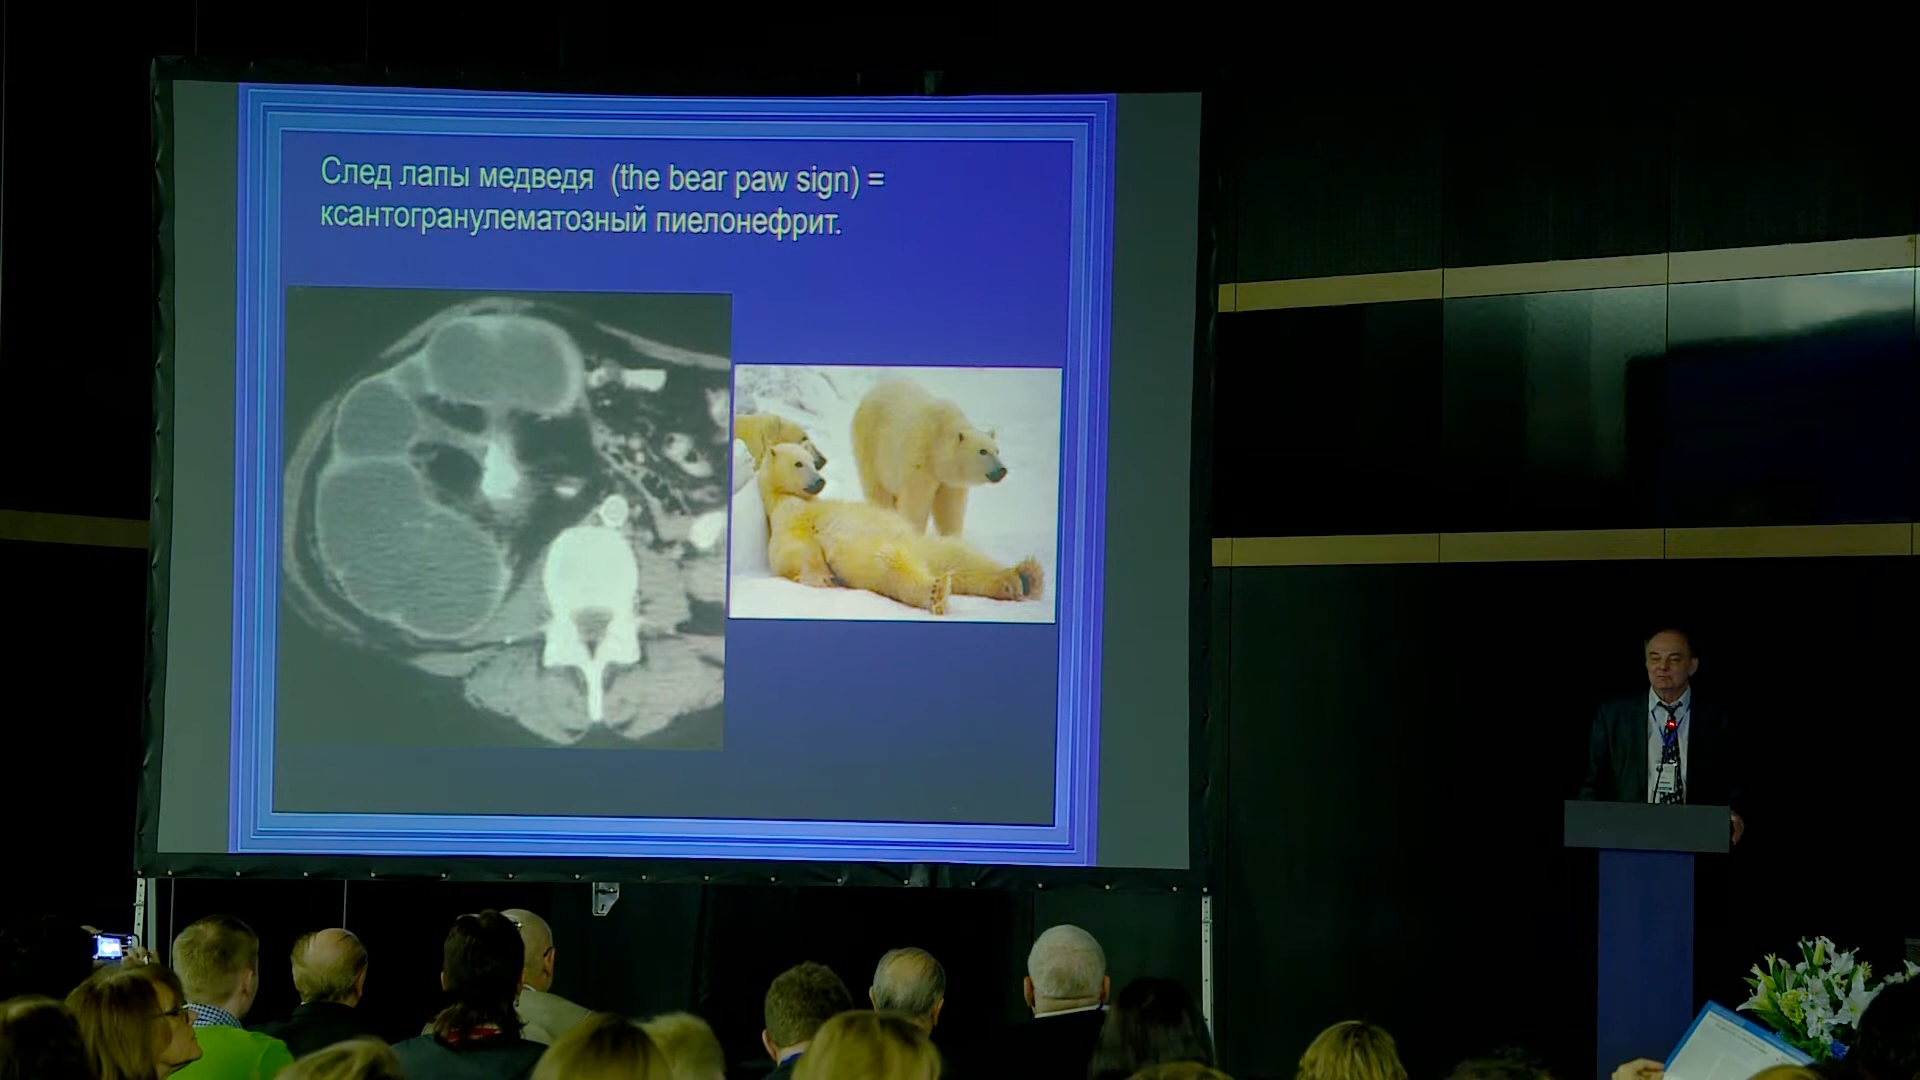 След лапы медведя (the bear paw sign) =
ксантогранулематозный пиелонефрит.